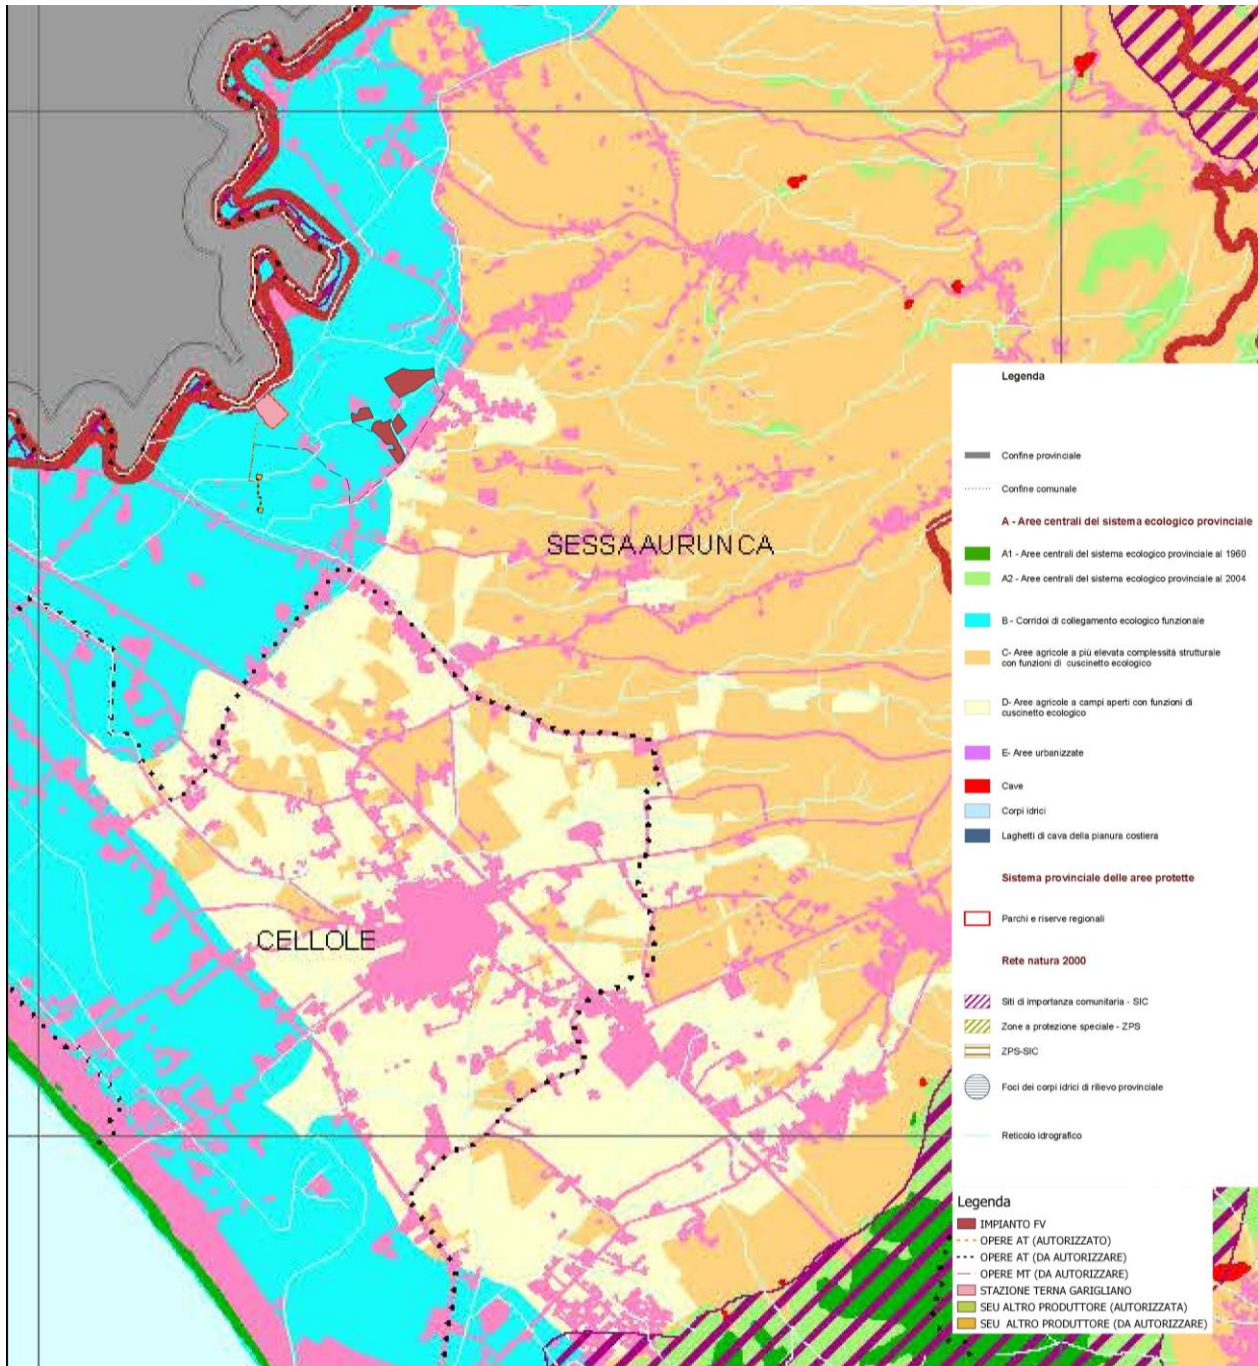 SESSA AURUNCA
CELLOLE
Legenda
Confine provinciale
Confine comunale
A - Aree centrali del sistema ecologico provinciale
A1 - Aree centrali del sistema ecologico provinciale al 1960
A2 - Aree centrali del sistema ecologico provinciale al 2004
B - Corridoi di collegamento ecologico funzionale
C- Aree agricole a più elevata complessità strutturale
con funzioni di cuscinetto ecologico
D- Aree agricole a campi aperti con funzioni di
cuscinetto ecologico
E- Aree urbanizzate
Cave
Corpi idrici
Laghetti di cava della pianura costiera
Sistema provinciale delle aree protette
Parchi e riserve regionali
Rete natura 2000
Siti di importanza comunitaria - SIC
Zone a protezione speciale - ZPS
ZPS-SIC
Foci dei corpi idrici di rilievo provinciale
Reticolo idrografico
Legenda
IMPIANTO FV
OPERE AT (AUTORIZZATO)
OPERE AT (DA AUTORIZZARE)
OPERE MT (DA AUTORIZZARE)
STAZIONE TERNA GARIGLIANO
SEU ALTRO PRODUTTORE (AUTORIZZATA)
SEU ALTRO PRODUTTORE (DA AUTORIZZARE)